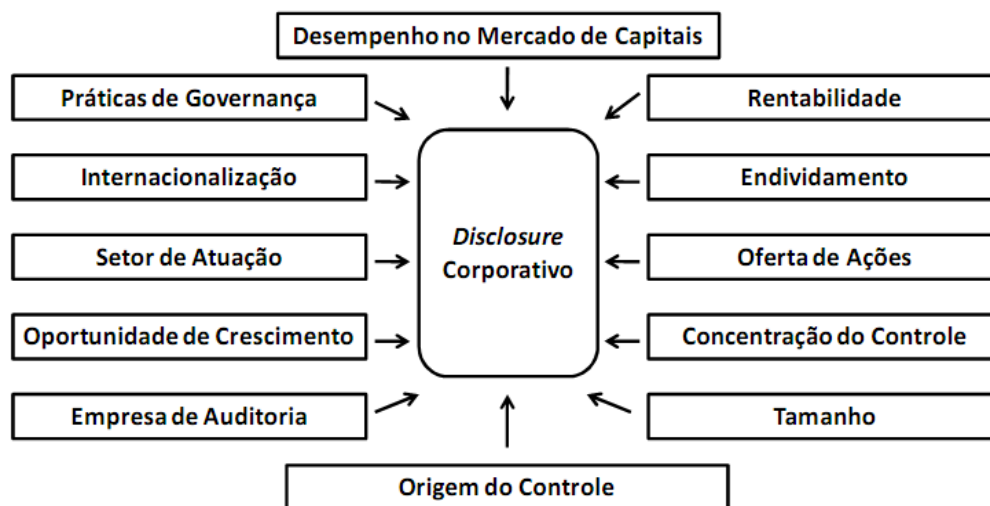 Desempenho no Mercado de Capitais
Práticas de Governança
Rentabilidade
Internacionalização
Endividamento
Disclosure
Corporativo
Setor de Atuação
Oferta de Ações
Oportunidade de Crescimento
Concentração do Controle
Empresa de Auditoria
Tamanho
Origem do Controle